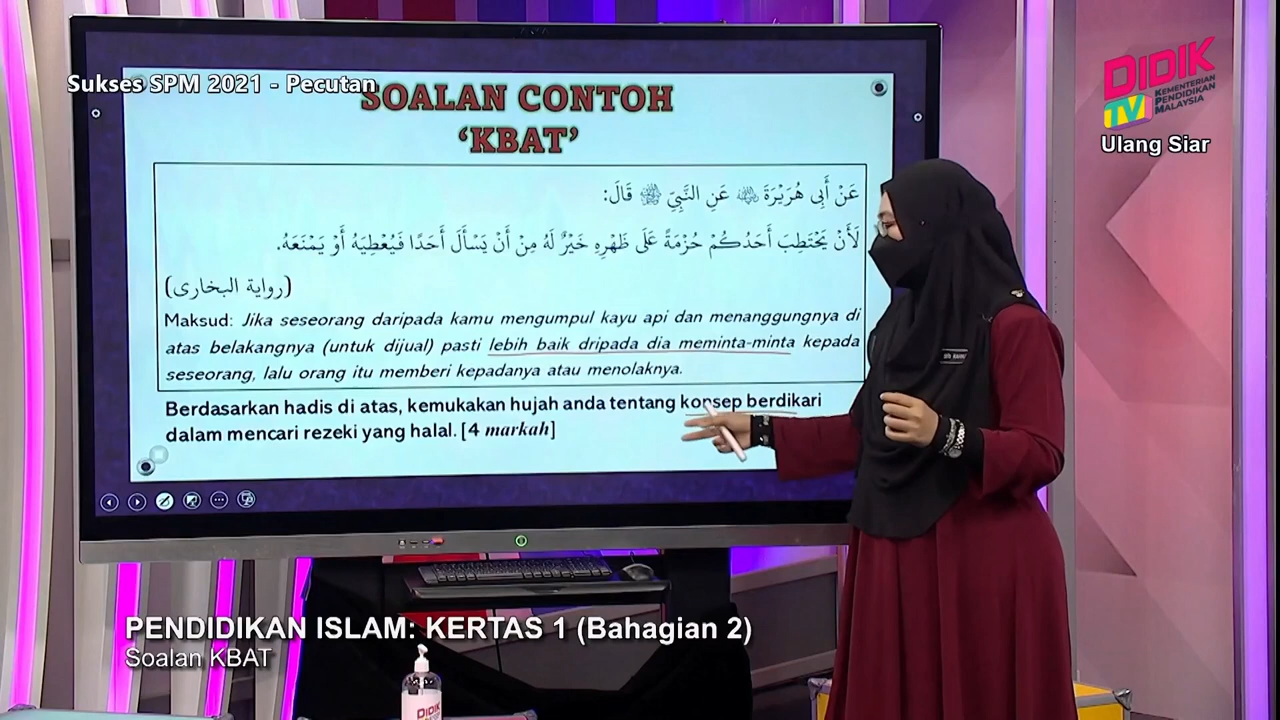 Sukses SPM 2021 - Pecutan
SOALAN CONTOH
‘KBAT’
عَنْ أَبِى هُرَيْرَةَ ﵁ عَنِ النَّبِيِّ ﷺ قَالَ:
لَأَنْ يَحْتَطِبَ أَحَدُكُمْ حُزْمَةً عَلَى ظَهْرِهِ خَيْرٌ لَهُ مِنْ أَنْ يَسْأَلَ أَحَدًا فَيُعْطِيَهُ أَوْ يَمْنَعَهُ.
(رواية البخارى)
Maksud: Jika seseorang daripada kamu mengumpul kayu api dan menanggungnya di
atas belakangnya (untuk dijual) pasti lebih baik dripada dia meminta-minta kepada
seseorang, lalu orang itu memberi kepadanya atau menolaknya.
Berdasarkan hadis di atas, kemukakan hujah anda tentang konsep berdikari
dalam mencari rezeki yang halal. [4 markah]
DIDIK
TV
KEMENTERIAN
PENDIDIKAN
MALAYSIA
Ulang Siar
PENDIDIKAN ISLAM: KERTAS 1 (Bahagian 2)
Soalan KBAT
DIDIK